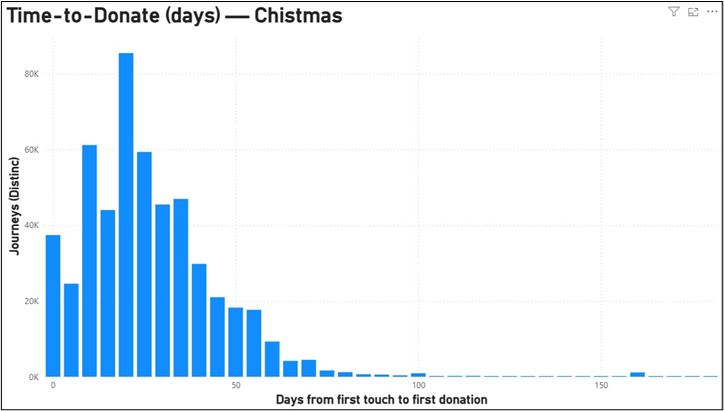 Time-to-Donate (days) — Chistmas
Journeys (Distinc)
80K
60K
40K
20K
0K
0 50 100 150
Days from first touch to first donation